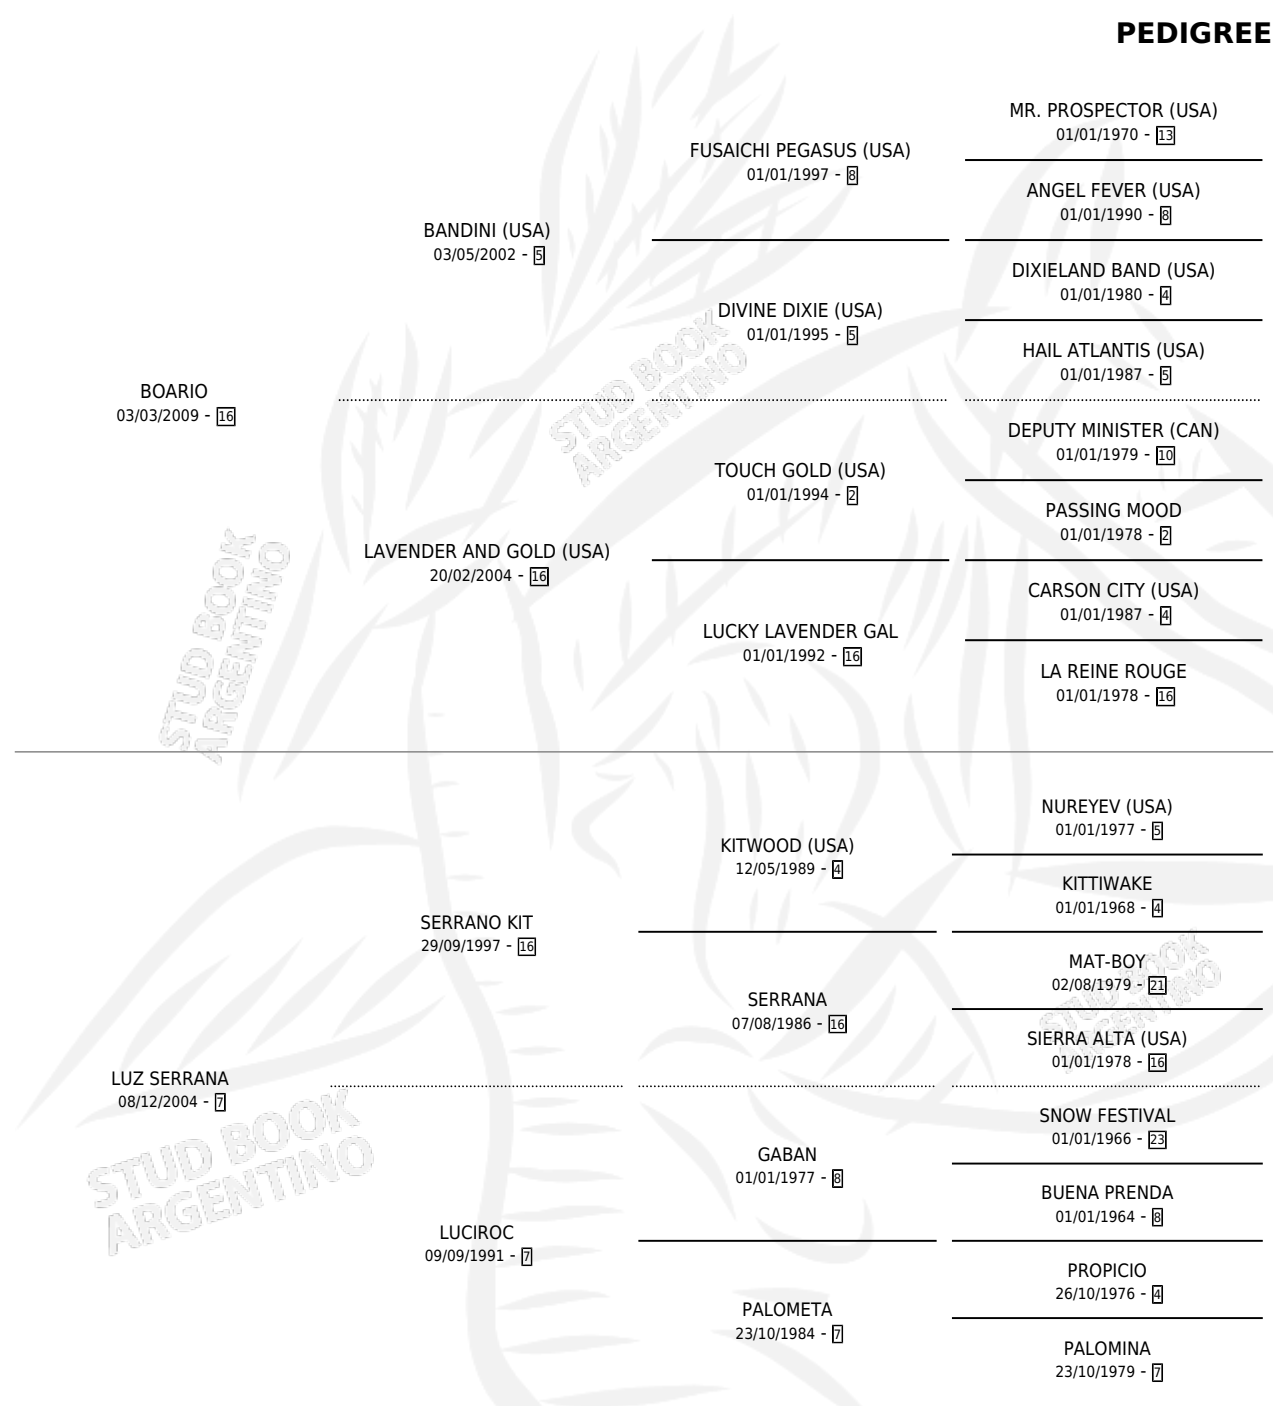 PEDIGREE
MR. PROSPECTOR (USA)
01/01/1970 - 13
FUSAICHI PEGASUS (USA)
01/01/1997 - 8
ANGEL FEVER (USA)
01/01/1990 - 8
BANDINI (USA)
03/05/2002 - 5
DIXIELAND BAND (USA)
01/01/1980 - 4
DIVINE DIXIE (USA)
01/01/1995 - 5
HAIL ATLANTIS (USA)
01/01/1987 - 5
STUD BOOK
ARGENTINO
BOARIO
03/03/2009 - 16
DEPUTY MINISTER (CAN)
01/01/1979 - 10
TOUCH GOLD (USA)
01/01/1994 - 2
PASSING MOOD
01/01/1978 - 2
LAVENDER AND GOLD (USA)
20/02/2004 - 16
CARSON CITY (USA)
01/01/1987 - 4
LUCKY LAVENDER GAL
01/01/1992 - 16
LA REINE ROUGE
01/01/1978 - 16
STUD BOOK
ARGENTINO
NUREYEV (USA)
01/01/1977 - 5
KITWOOD (USA)
12/05/1989 - 4
KITTIWAKE
01/01/1968 - 4
SERRANO KIT
29/09/1997 - 16
MAT-BOY
02/08/1979 - 21
SERRANA
07/08/1986 - 16
SIERRA ALTA (USA)
01/01/1978 - 16
STUD BOOK
ARGENTINO
LUZ SERRANA
08/12/2004 - 7
SNOW FESTIVAL
01/01/1966 - 23
GABAN
01/01/1977 - 8
BUENA PRENDA
01/01/1964 - 8
STUD BOOK
ARGENTINO
LUCIROC
09/09/1991 - 7
PROPICIO
26/10/1976 - 4
PALOMETA
23/10/1984 - 7
PALOMINA
23/10/1979 - 7